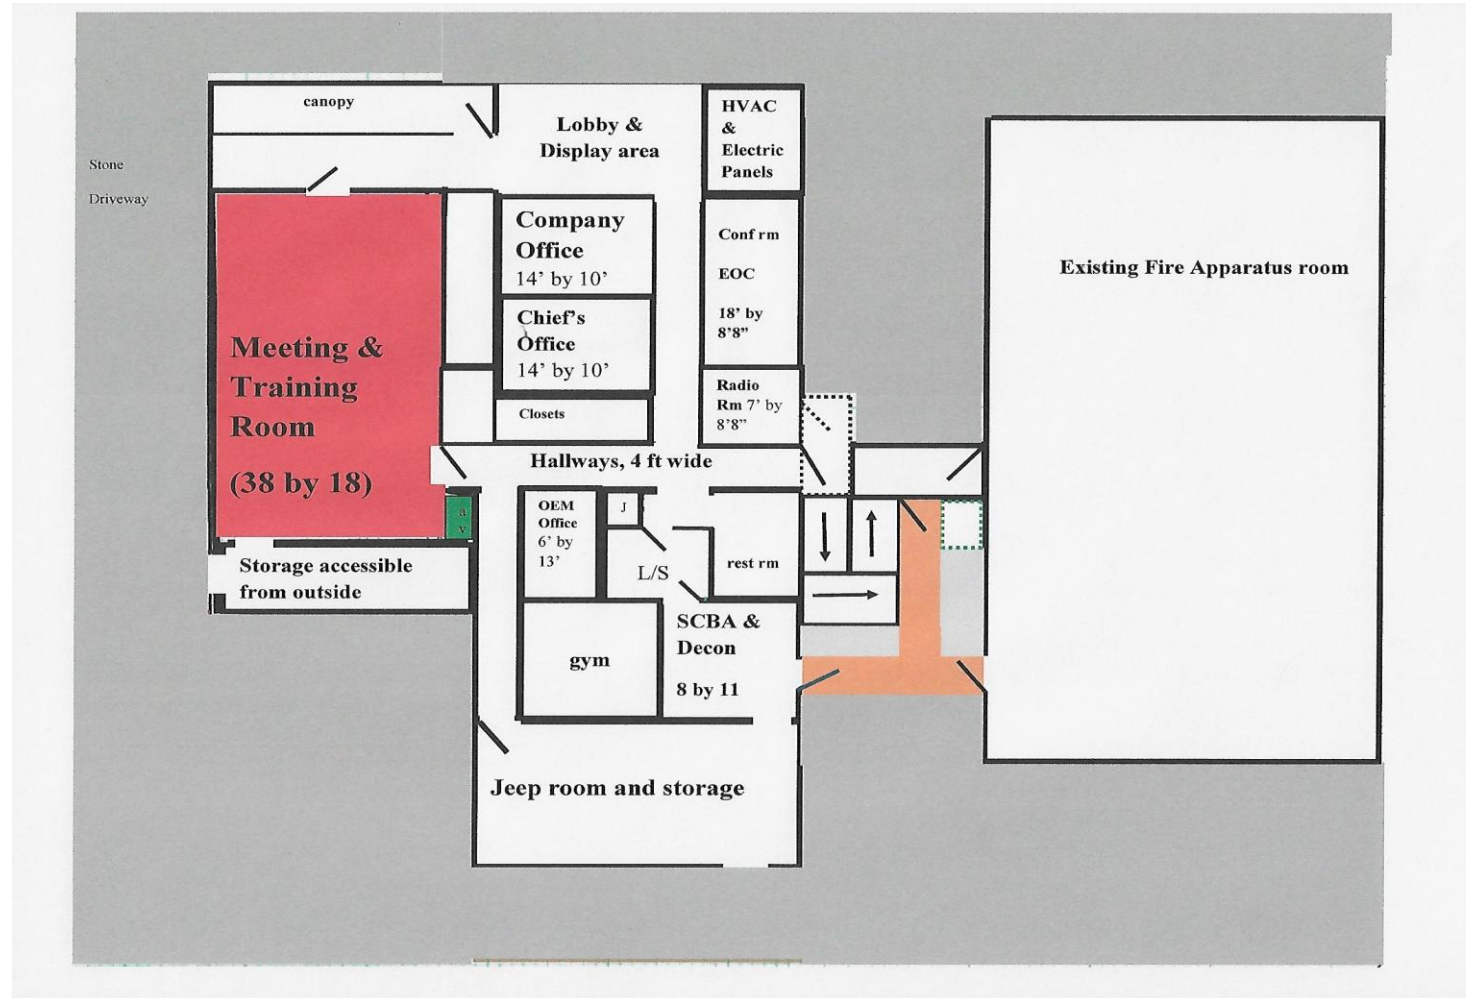 canopy
Lobby &
Display area
HVAC
&
Electric
Panels
Stone
Driveway
Company
Office
14’ by 10’
Conf rm
EOC
18’ by
8’8”
Existing Fire Apparatus room
Chief’s
Office
14’ by 10’
Meeting &
Training
Room
(38 by 18)
Radio
Rm 7’ by
8’8”
Closets
Hallways, 4 ft wide
OEM
Office
6’ by
13’
J
a
v
L/S
rest rm
Storage accessible
from outside
SCBA &
Decon
8 by 11
gym
Jeep room and storage